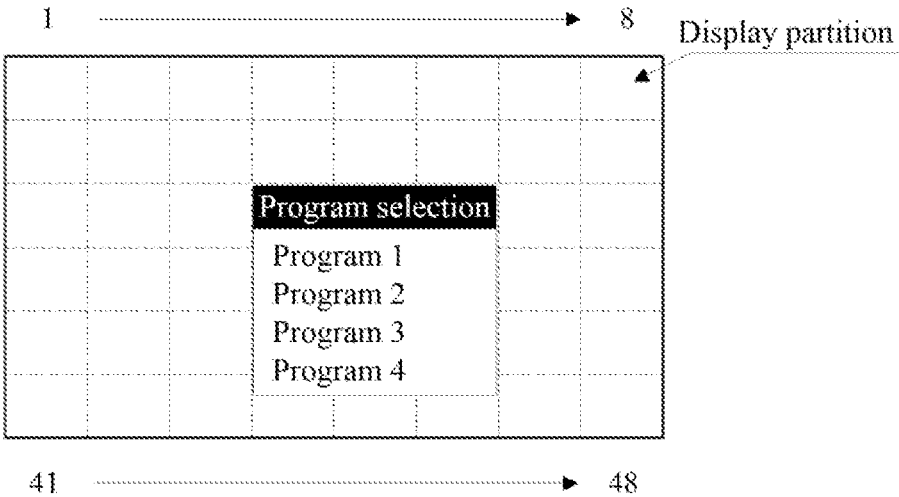 1 8
Display partition
Program selection
Program 1
Program 2
Program 3
Program 4
41 48